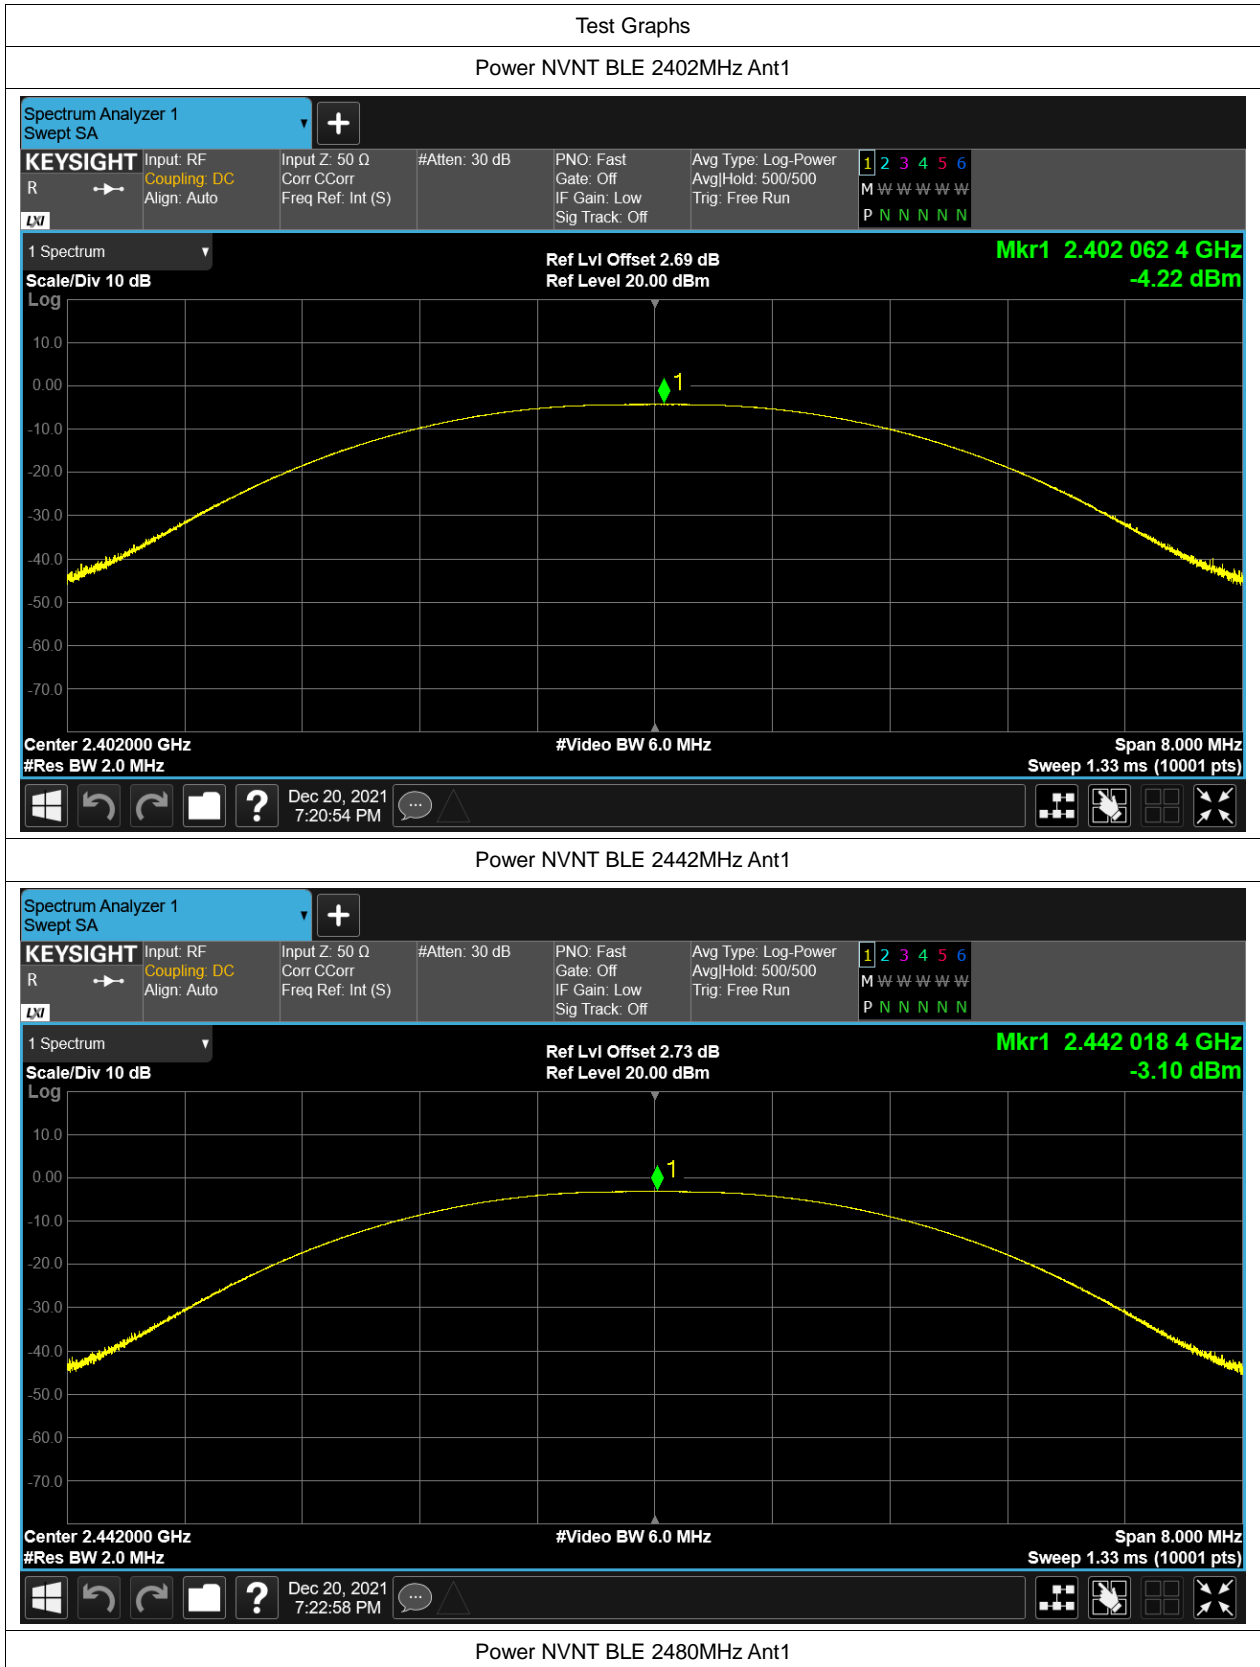 Test Graphs
Power NVNT BLE 2402MHz Ant1
Spectrum Analyzer 1
Swept SA
KEYSIGHT
R
LXI
Input: RF
Coupling: DC
Align: Auto
Input Z: 50 Ω
Corr CCorr
Freq Ref: Int (S)
#Atten: 30 dB
PNO: Fast
Gate: Off
IF Gain: Low
Sig Track: Off
Avg Type: Log-Power
Avg|Hold: 500/500
Trig: Free Run
1 2 3 4 5 6
M W W W W W
P N N N N N
1 Spectrum
Scale/Div 10 dB
Ref Lvl Offset 2.69 dB
Ref Level 20.00 dBm
Mkr1 2.402 062 4 GHz
-4.22 dBm
Log
10.0
0.00
-10.0
-20.0
-30.0
-40.0
-50.0
-60.0
-70.0
1
Center 2.402000 GHz
#Res BW 2.0 MHz
#Video BW 6.0 MHz
Span 8.000 MHz
Sweep 1.33 ms (10001 pts)
?
Dec 20, 2021
7:20:54 PM
Power NVNT BLE 2442MHz Ant1
Spectrum Analyzer 1
Swept SA
KEYSIGHT
R
LXI
Input: RF
Coupling: DC
Align: Auto
Input Z: 50 Ω
Corr CCorr
Freq Ref: Int (S)
#Atten: 30 dB
PNO: Fast
Gate: Off
IF Gain: Low
Sig Track: Off
Avg Type: Log-Power
Avg|Hold: 500/500
Trig: Free Run
1 2 3 4 5 6
M W W W W W
P N N N N N
1 Spectrum
Scale/Div 10 dB
Ref Lvl Offset 2.73 dB
Ref Level 20.00 dBm
Mkr1 2.442 018 4 GHz
-3.10 dBm
Log
10.0
0.00
-10.0
-20.0
-30.0
-40.0
-50.0
-60.0
-70.0
1
Center 2.442000 GHz
#Res BW 2.0 MHz
#Video BW 6.0 MHz
Span 8.000 MHz
Sweep 1.33 ms (10001 pts)
?
Dec 20, 2021
7:22:58 PM
Power NVNT BLE 2480MHz Ant1